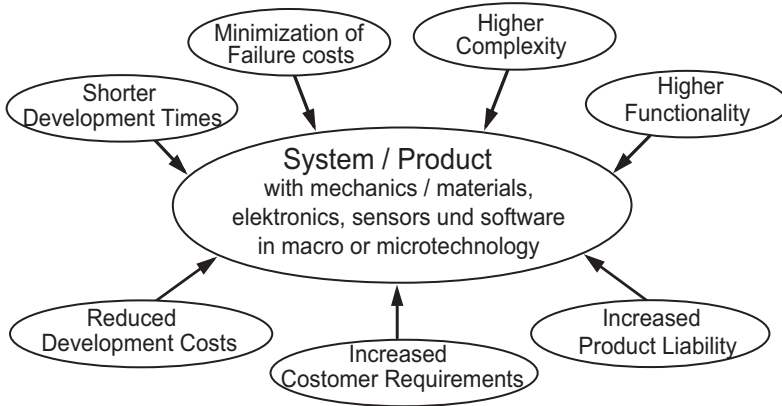 Minimization of
Failure costs
Higher
Complexity
Shorter
Development Times
Higher
Functionality
System / Product
with mechanics / materials,
elektronics, sensors und software
in macro or microtechnology
Reduced
Development Costs
Increased
Customer Requirements
Increased
Product Liability